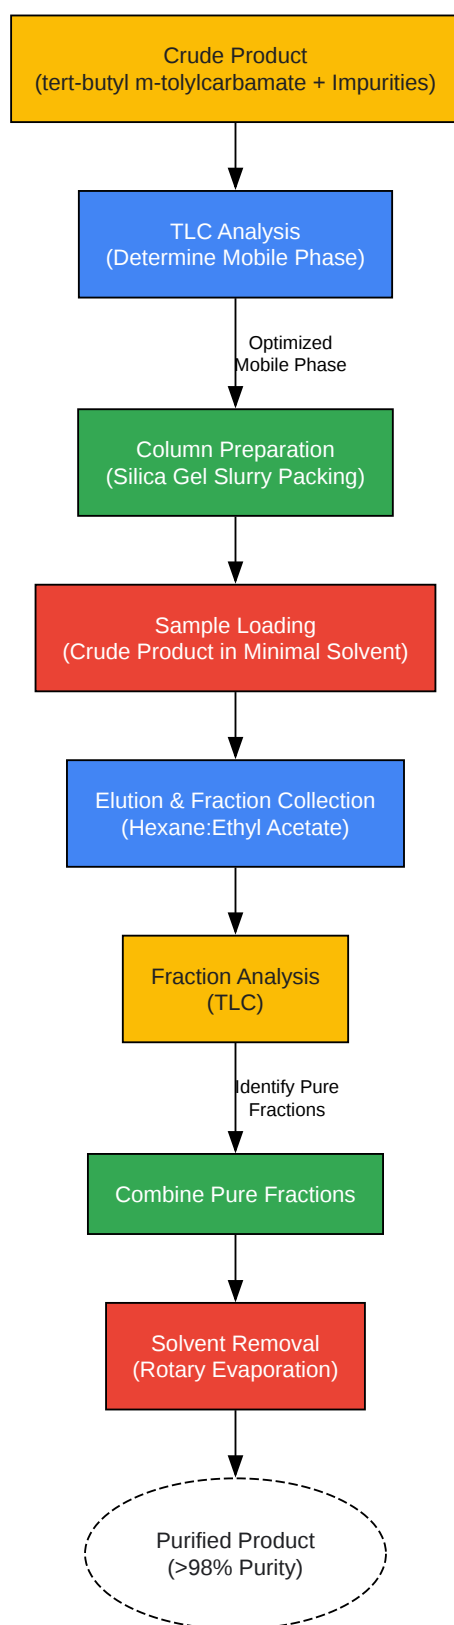 Crude Product
(tert-butyl m-tolylcarbamate + Impurities)
TLC Analysis
(Determine Mobile Phase)
Optimized
Mobile Phase
Column Preparation
(Silica Gel Slurry Packing)
Sample Loading
(Crude Product in Minimal Solvent)
Elution & Fraction Collection
(Hexane:Ethyl Acetate)
Fraction Analysis
(TLC)
Identify Pure
Fractions
Combine Pure Fractions
Solvent Removal
(Rotary Evaporation)
Purified Product
(>98% Purity)